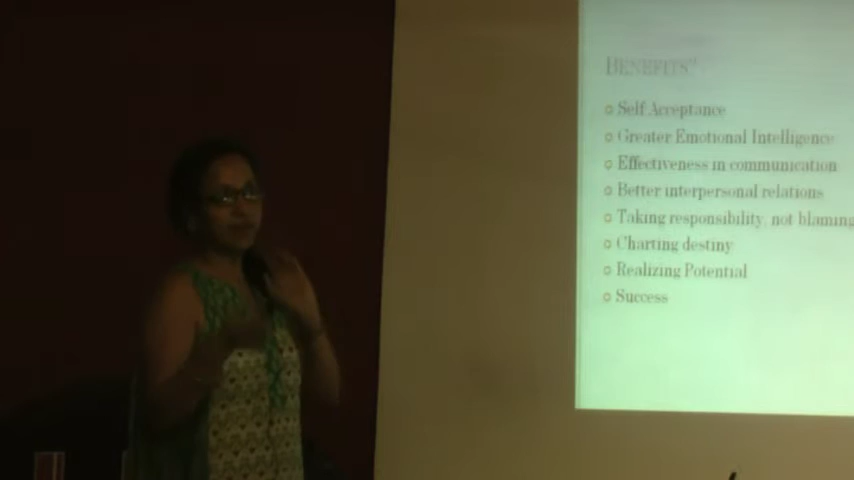 BENEFITS?
Self Acceptance
Greater Emotional Intelligence
Effectiveness in communication
Better interpersonal relations
Taking responsibility, not blaming
Charting destiny
Realizing Potential
Success